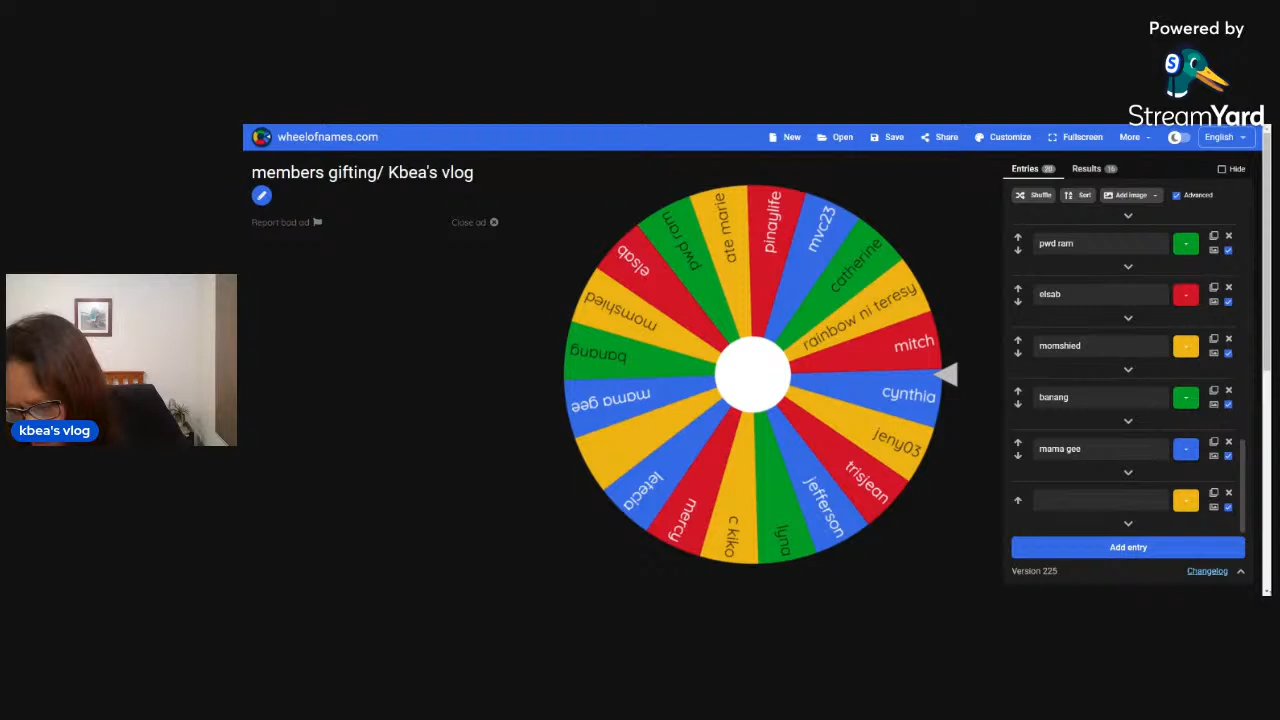 Powered by
S
StreamYard
wheelofnames.com
New
Open
Save
Share
Customize
Fullscreen
More
English
members gifting/ Kbea's vlog
Report bad ad
Close ad
Entries 20
Results 16
Hide
Shuffle
Sort
Add image
Advanced
pwd ram
elsab
momshied
banang
mama gee
Add entry
Version 225
Changelog
kbea's vlog
pinaylife
mvc23
catherine
rainbow ni teresy
mitch
cynthia
jeny03
trisjean
jefferson
lyna
c kiko
mercy
letecia
mama gee
banang
momshied
elsab
pwd ram
ate marie